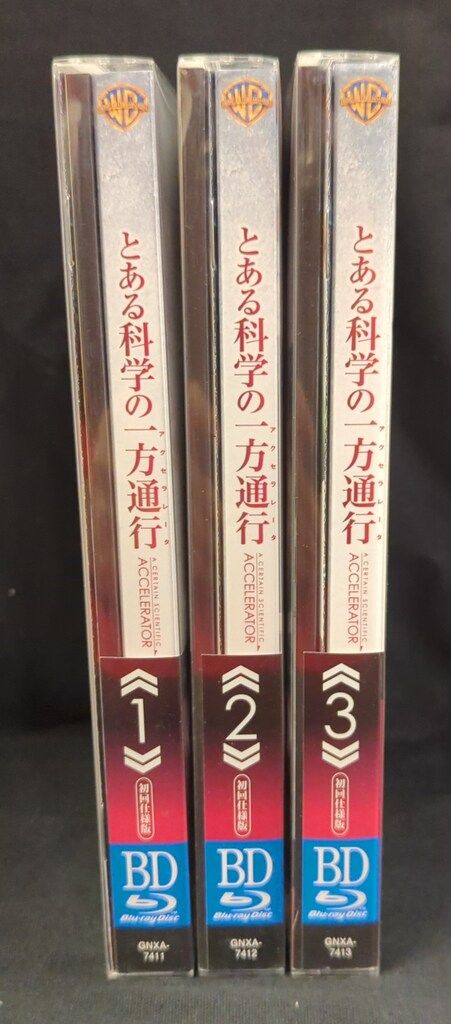 WB
とある科学の一方通行
アクセラレータ
A CERTAIN SCIENTIFIC
ACCELERATOR
1
初回仕様版
BD
Blu-ray Disc
GNXA-
7411
WB
とある科学の一方通行
アクセラレータ
A CERTAIN SCIENTIFIC
ACCELERATOR
2
初回仕様版
BD
Blu-ray Disc
GNXA-
7412
WB
とある科学の一方通行
アクセラレータ
A CERTAIN SCIENTIFIC
ACCELERATOR
3
初回仕様版
BD
Blu-ray Disc
GNXA-
7413